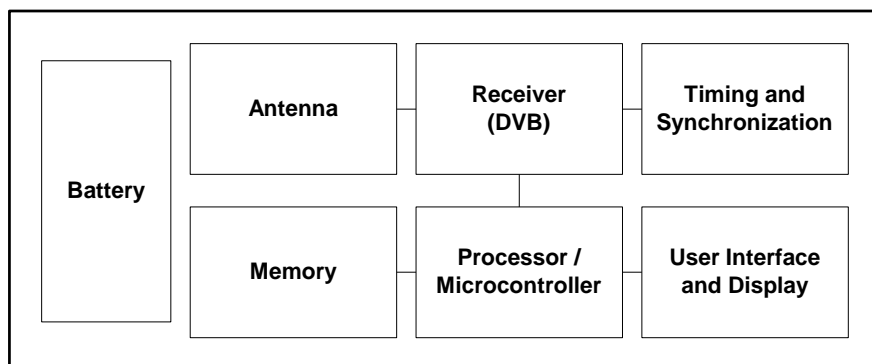 Battery
Antenna
Receiver
(DVB)
Timing and
Synchronization
Memory
Processor /
Microcontroller
User Interface
and Display